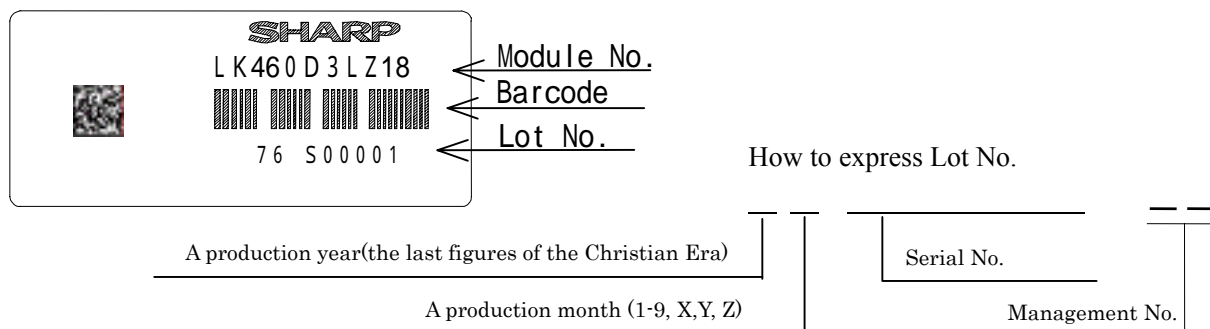 SHARP
LK460D3LZ18
Module No.
Barcode
76 S00001
Lot No.
How to express Lot No.
A production year(the last figures of the Christian Era)
Serial No.
A production month (1-9, X,Y, Z)
Management No.